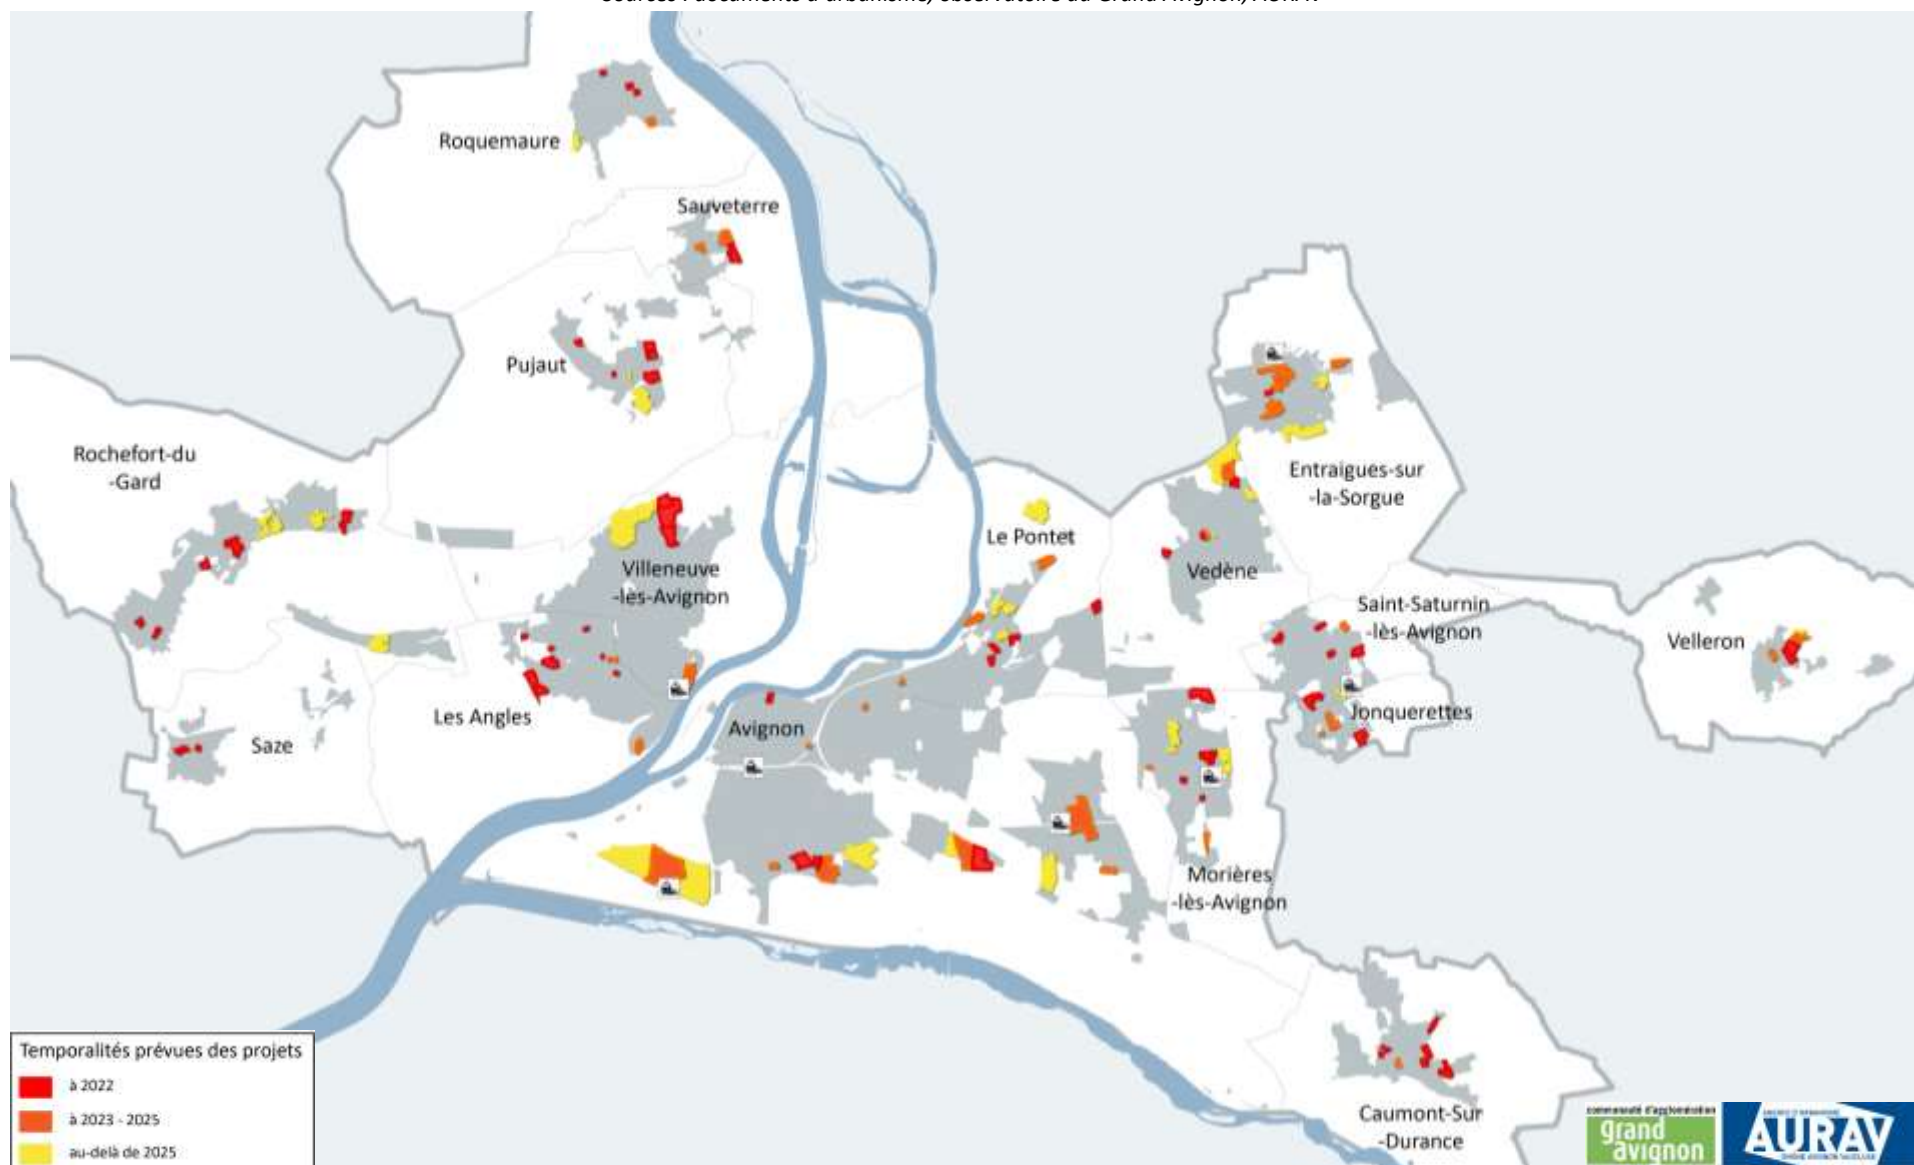 Roquemaure
Sauveterre
Pujaut
Rochefort-du
-Gard
Entraigues-sur
-la-Sorgue
Le Pontet
Villeneuve
-lès-Avignon
Vedène
Saint-Saturnin
-lès-Avignon
Velleron
Les Angles
Avignon
Jonquerettes
Saze
Morières
-lès-Avignon
Temporalités prévues des projets
à 2022
à 2023 - 2025
au-delà de 2025
Caumont-Sur
-Durance
communauté d'agglomération
grand
avignon
AURAV